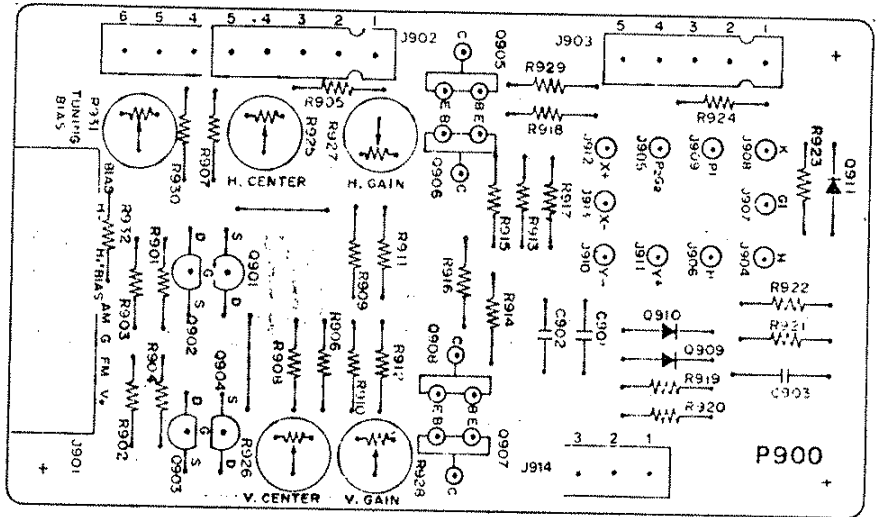 6 5 4 5 4 3 2 1
J902
R905
R931
TUNING
BIAS
R930
R907
R925
H. CENTER
R927
H. GAIN
C
Q905
E B
B E
Q906
C
R929
R918
J903
5 4 3 2 1
R924
J912
X+
J905
P2G2
J909
P1
J908
K
R923
Q911
J907
G1
X-
J910
Y-
J911
Y+
J906
H
J904
H
BIAS
H.
R932
H. BIAS
AM G FM V.
J901
R903
R901
D
S
G
S
D
Q901
Q902
R904
R902
Q904
D
S
G
S
D
Q903
R926
V. CENTER
R908
R906
R909
R911
R910
R912
V. GAIN
R928
R915
R913
R917
R916
R914
C
Q908
E B
B E
Q907
C
C902
C901
Q910
Q909
R919
R920
R922
R921
C903
J914
3 2 1
P900